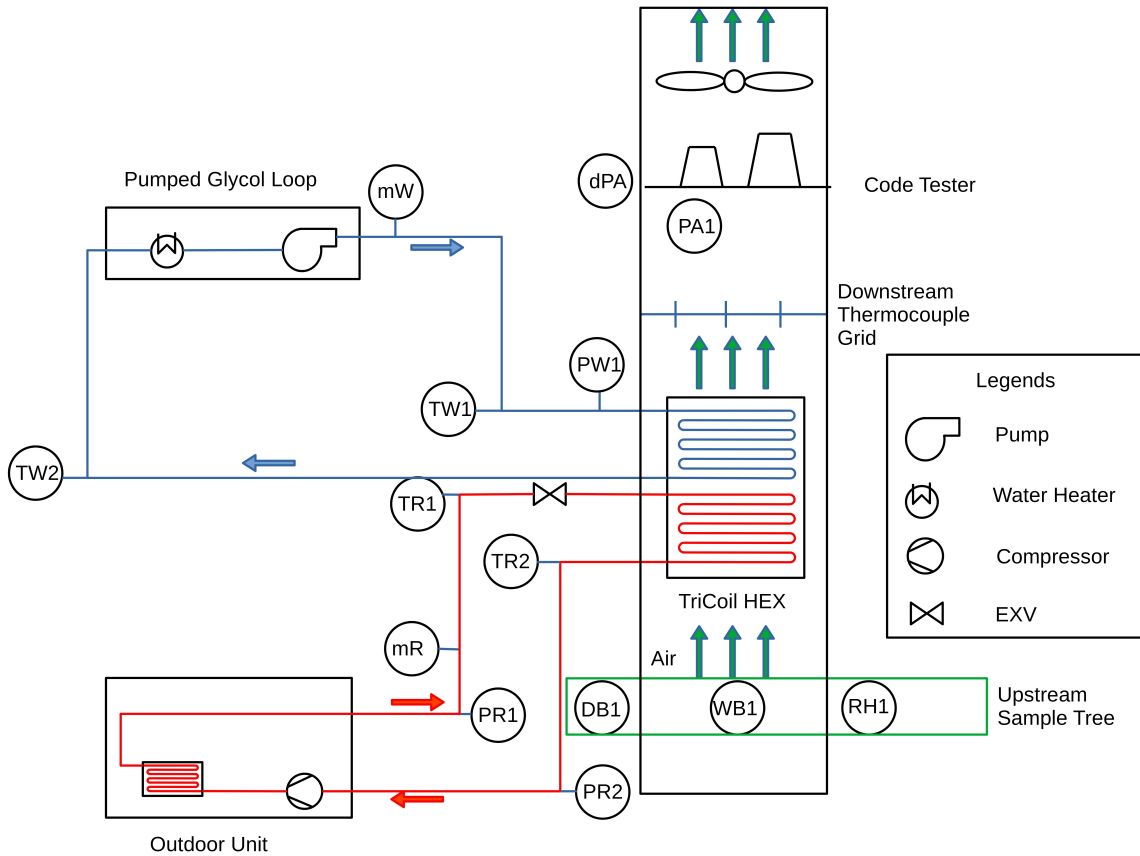 Pumped Glycol Loop
mW
dPA
Code Tester
PA1
Downstream
Thermocouple
Grid
PW1
TW1
TW2
TR1
TR2
TriCoil HEX
mR
Air
PR1
DB1
WB1
RH1
Upstream
Sample Tree
PR2
Outdoor Unit
Legends
Pump
Water Heater
Compressor
EXV